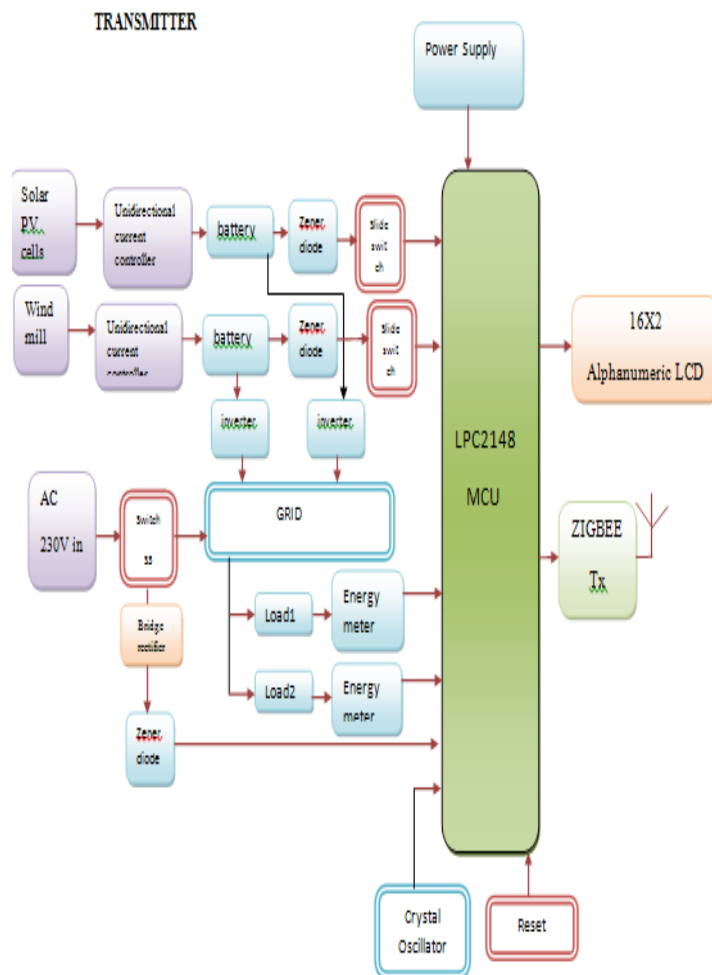 TRANSMITTER
Power Supply
Solar
PV
cells
Unidirectional
current
controller
battery
Zener
diode
Slide
swit
ch
Wind
mill
Unidirectional
current
controller
battery
Zener
diode
Slide
swit
ch
16X2
Alphanumeric LCD
inverter
inverter
LPC2148
MCU
AC
230V in
Switch
ss
GRID
ZIGBEE
Tx
Bridge
rectifier
Load1
Energy
meter
Load2
Energy
meter
Zener
diode
Crystal
Oscillator
Reset